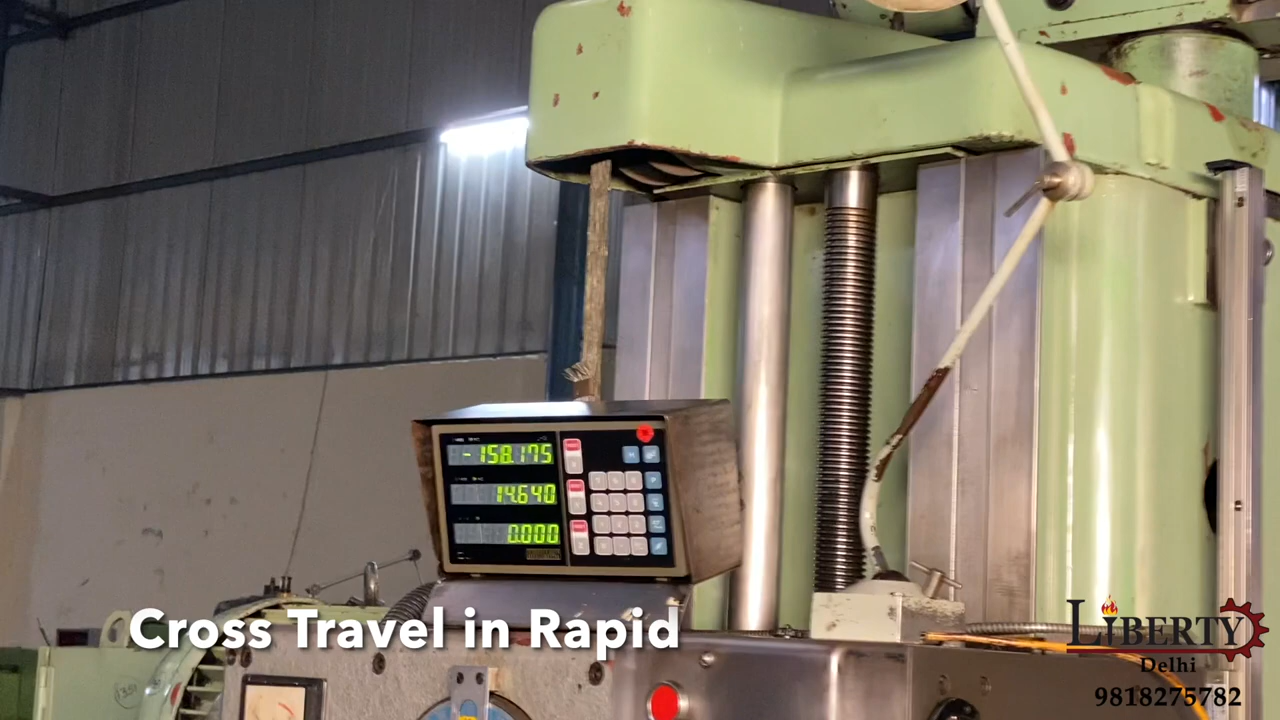 -158.175
14.640
0.000
Cross Travel in Rapid
LIBERTY
Delhi
9818275782